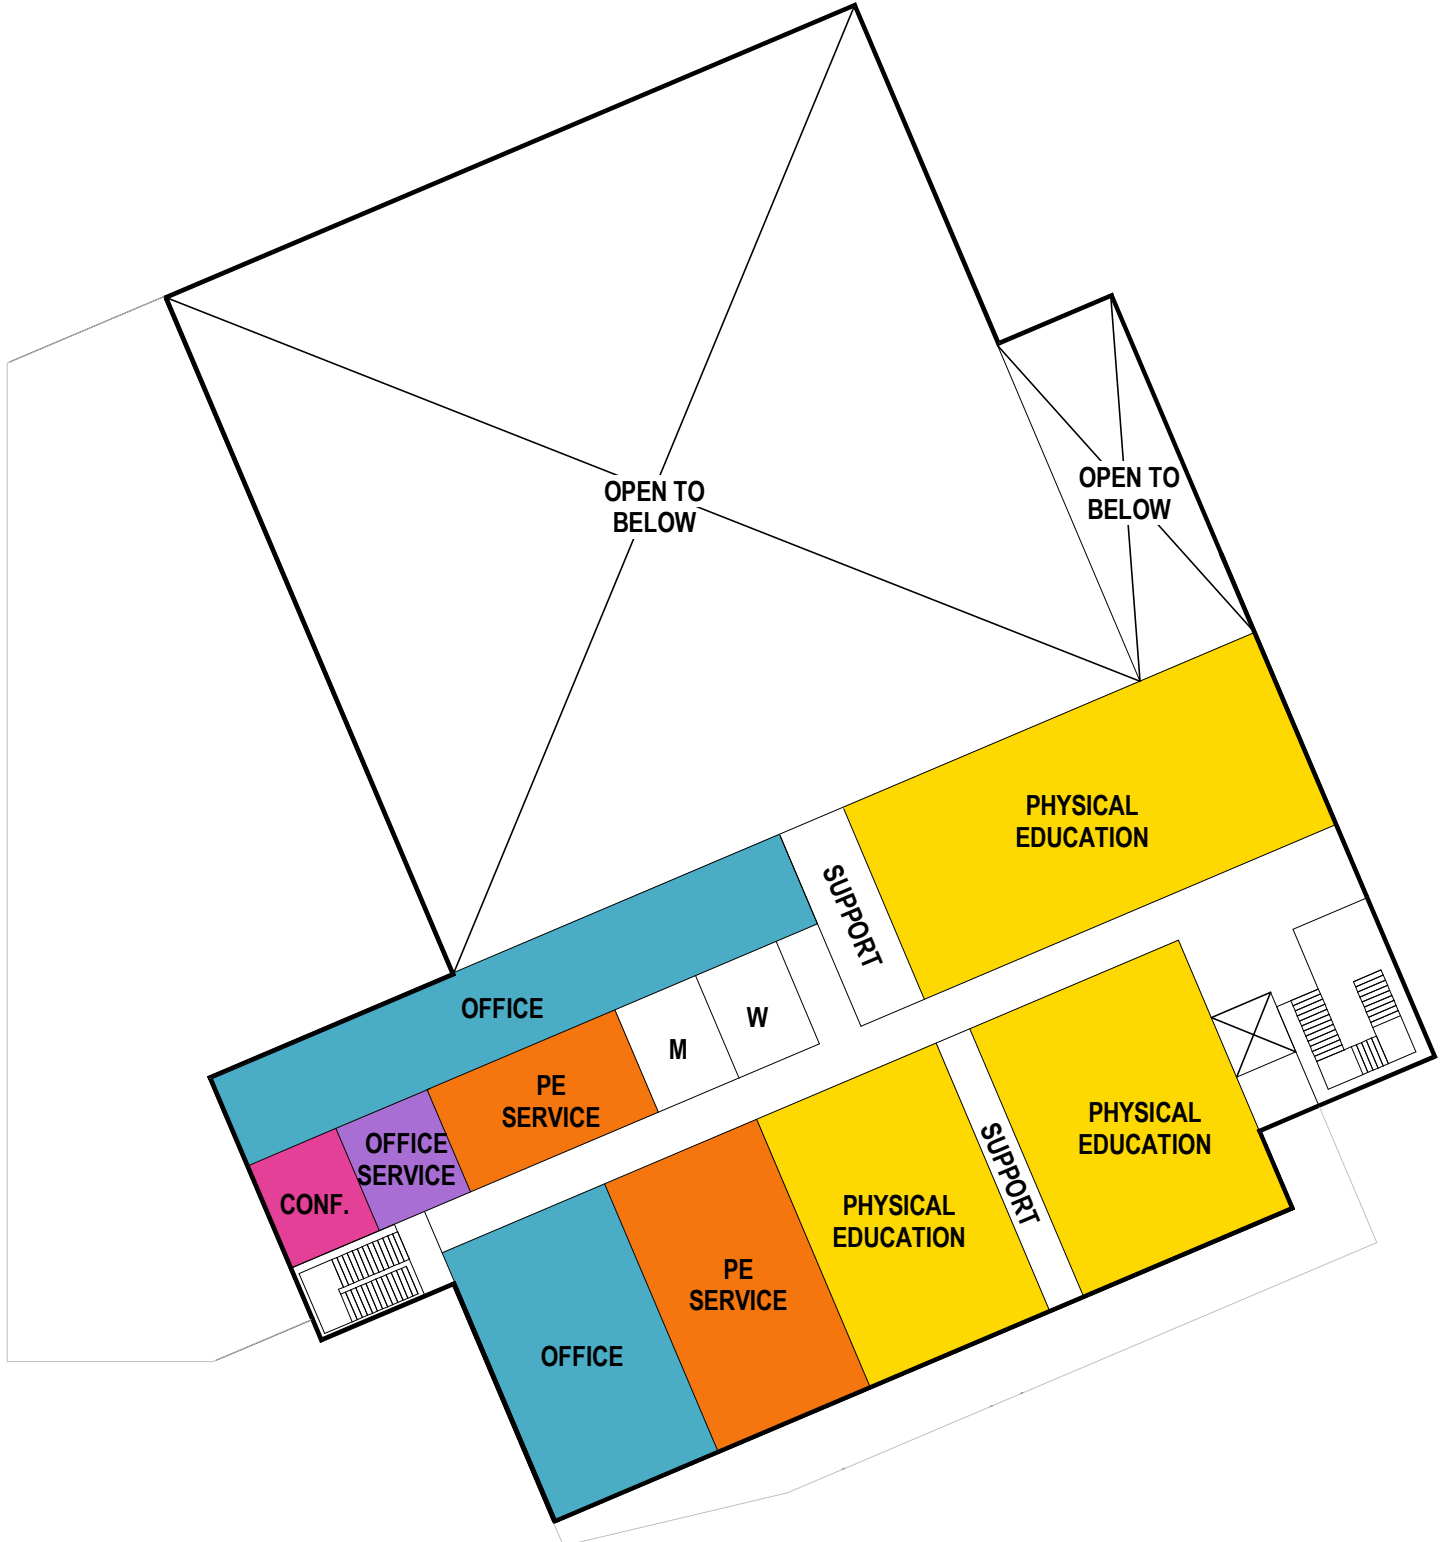 OPEN TO
BELOW
OPEN TO
BELOW
PHYSICAL
EDUCATION
SUPPORT
OFFICE
W
M
PE
SERVICE
OFFICE
SERVICE
CONF.
PHYSICAL
EDUCATION
SUPPORT
PHYSICAL
EDUCATION
PE
SERVICE
OFFICE